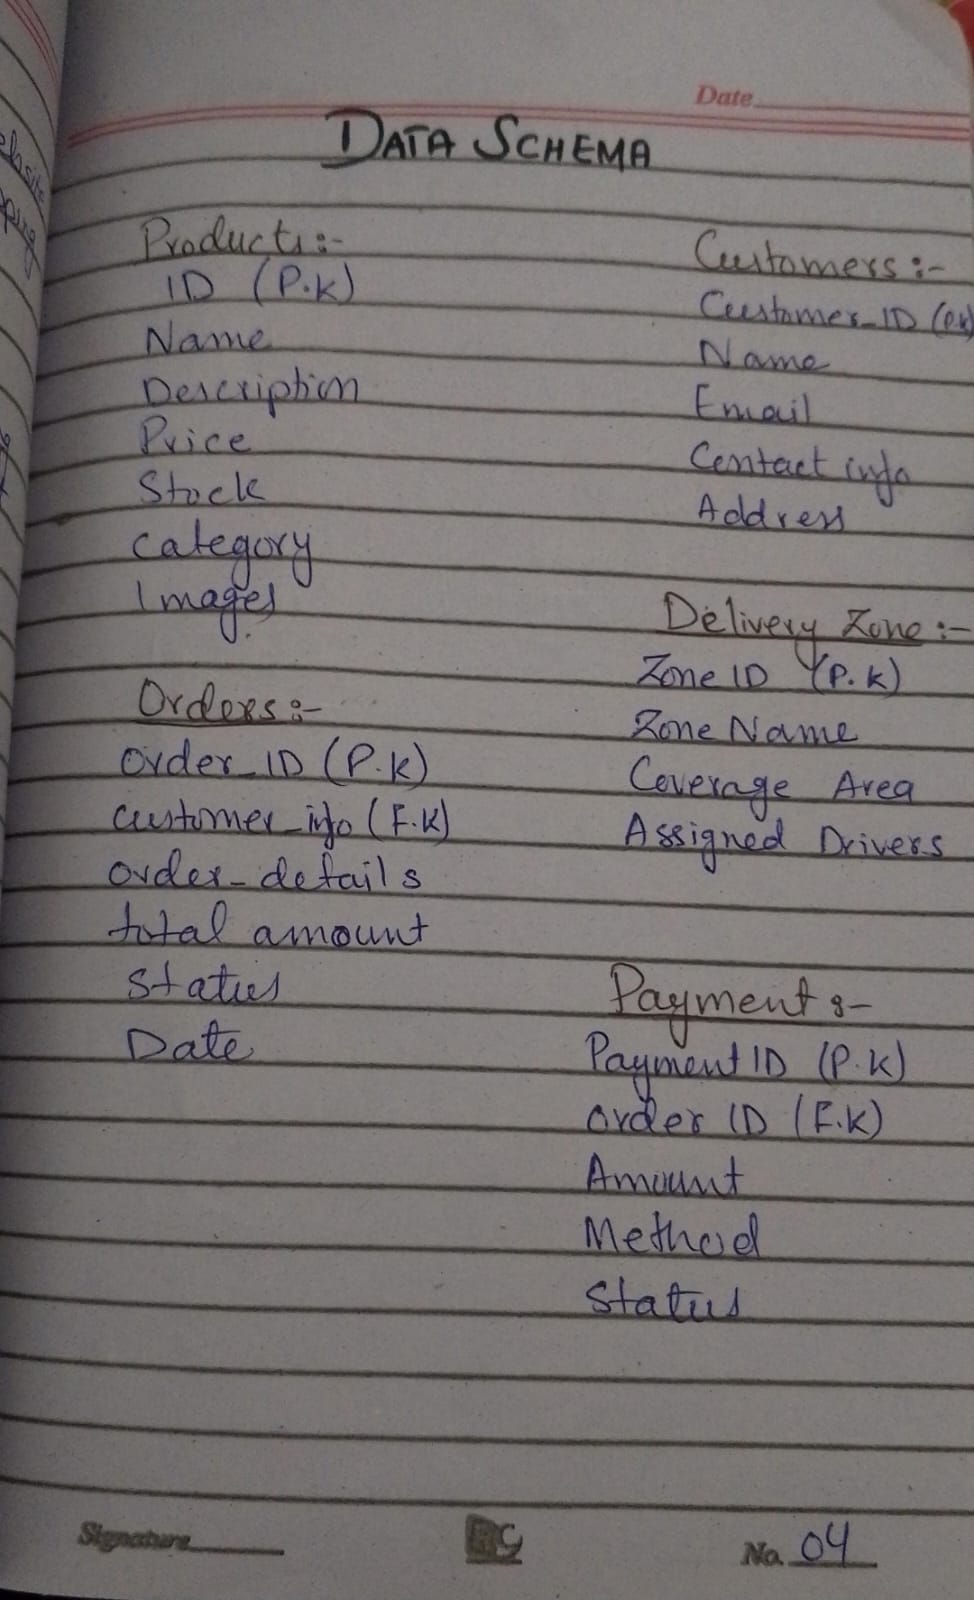 Date
DATA SCHEMA
Products:-
ID (P.K)
Name
Description
Price
Stock
Category
Images
Orders:-
Order_ID (P.K)
Customer_info (F.K)
Order_details
total amount
Status
Date
Customers:-
Customer_ID (P.K)
Name
Email
Contact info
Address
Delivery Zone:-
Zone ID (P.K)
Zone Name
Coverage Area
Assigned Drivers
Payment:-
Payment ID (P.K)
Order ID (F.K)
Amount
Method
Status
Signature
No. 04